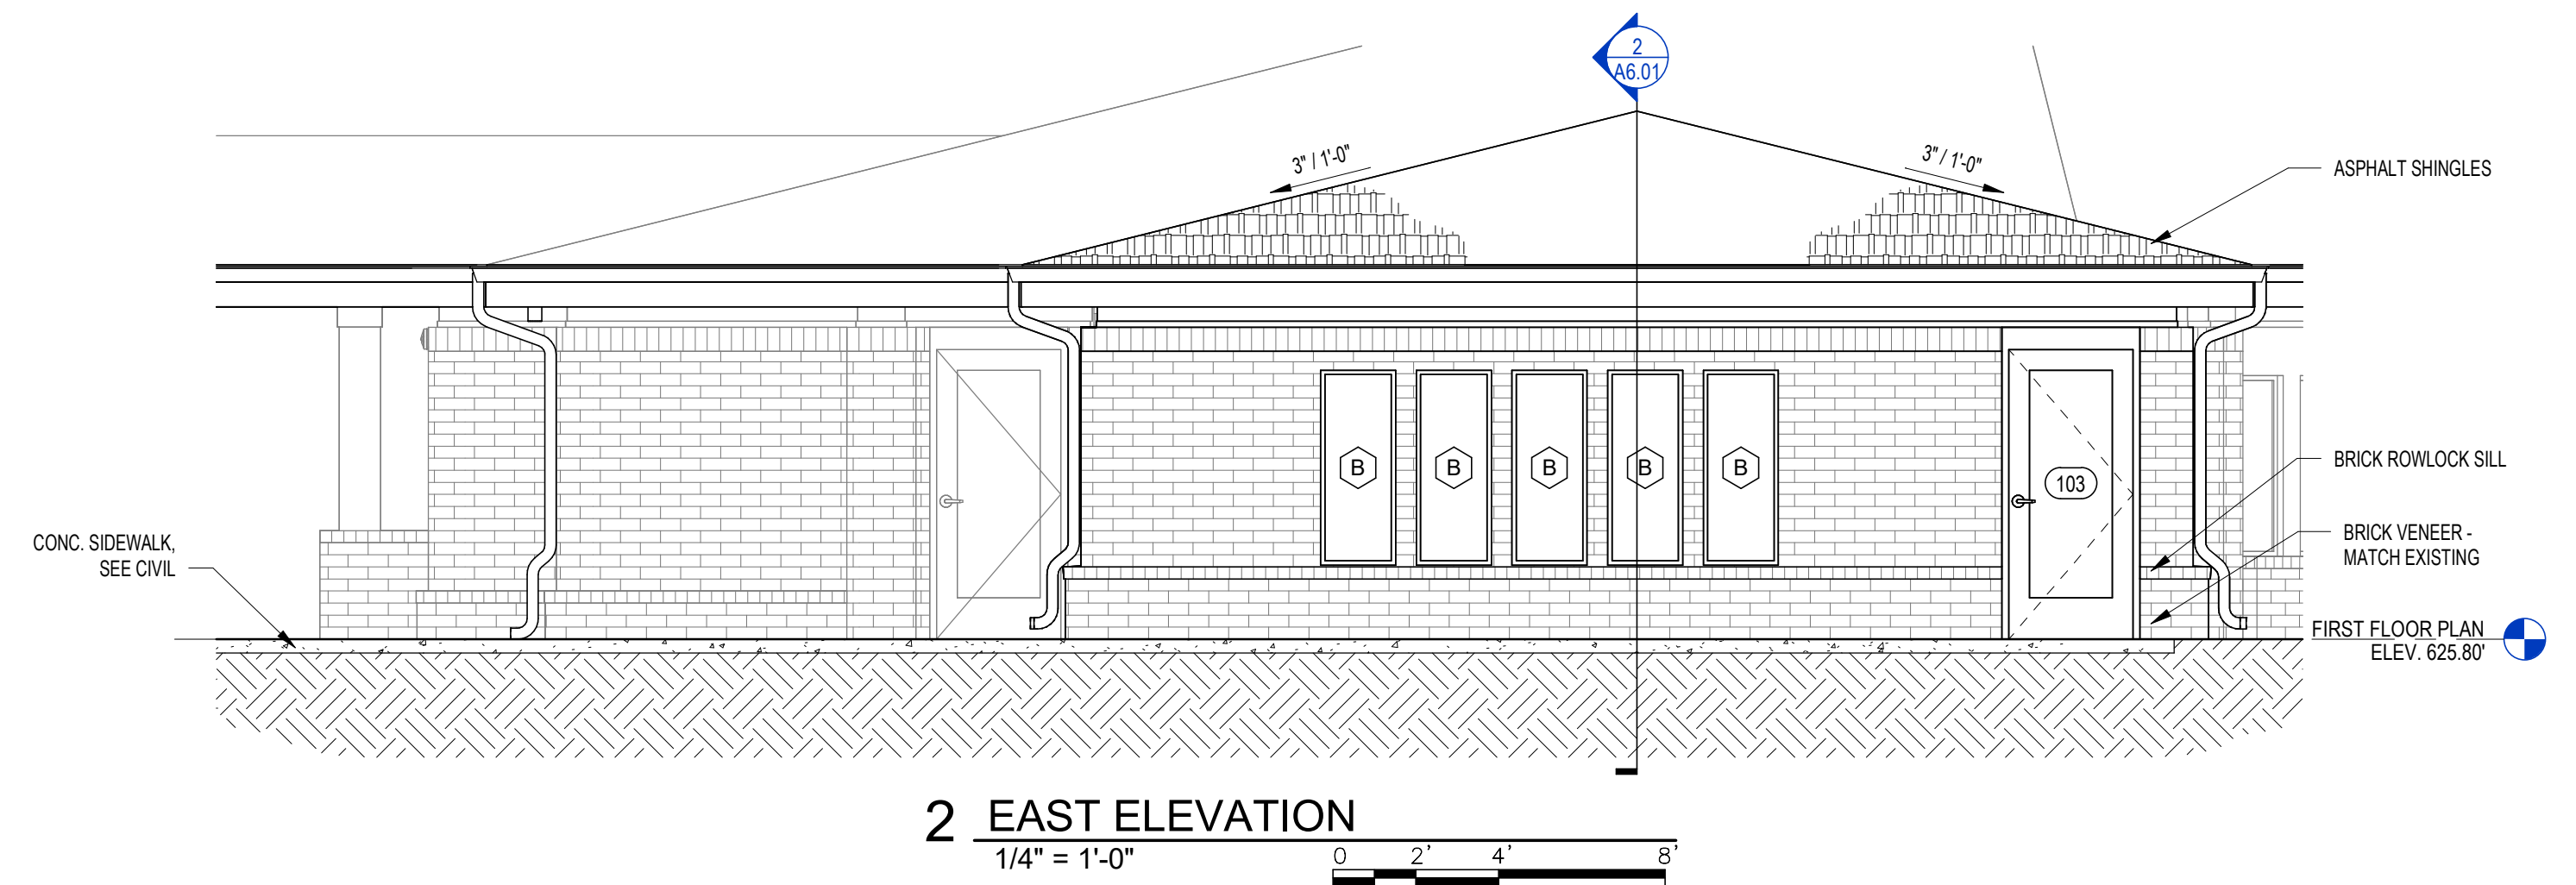 2
A6.01
3" / 1'-0"
3" / 1'-0"
ASPHALT SHINGLES
B
B
B
B
B
103
BRICK ROWLOCK SILL
BRICK VENEER -
MATCH EXISTING
CONC. SIDEWALK,
SEE CIVIL
FIRST FLOOR PLAN
ELEV. 625.80'
2 EAST ELEVATION
1/4" = 1'-0"
0 2' 4' 8'